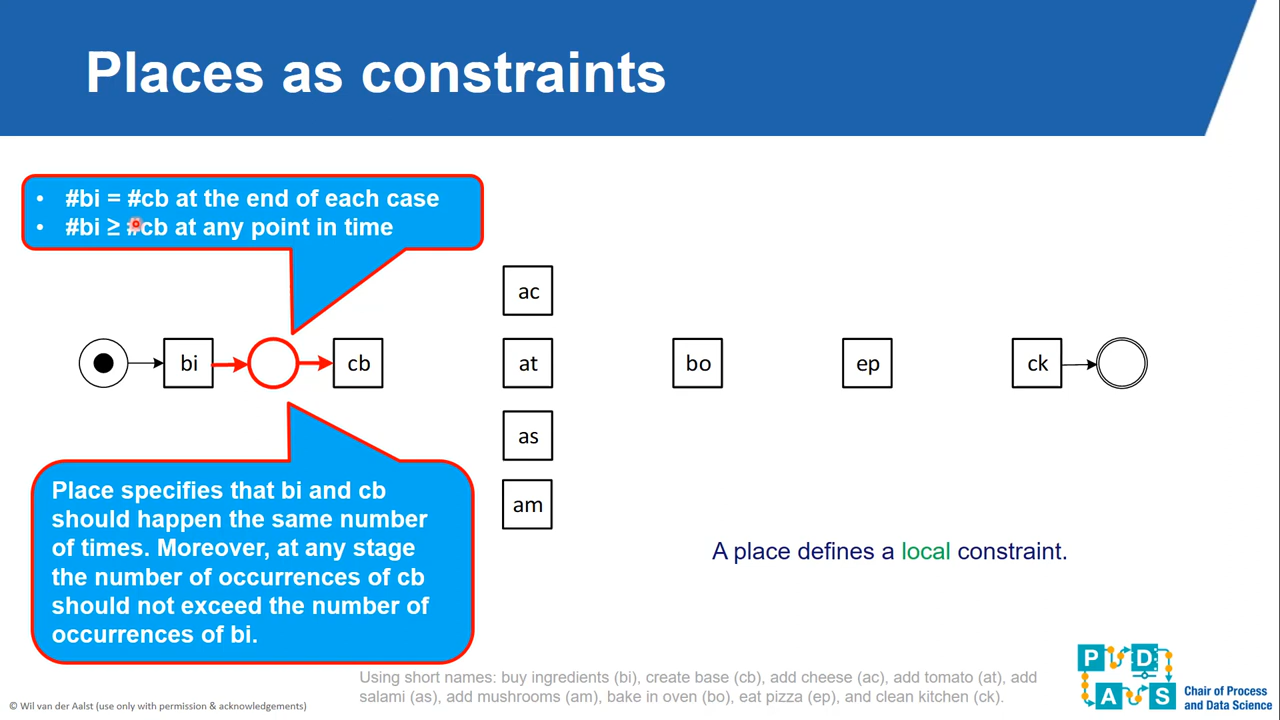 Places as constraints
• #bi = #cb at the end of each case
• #bi ≥ #cb at any point in time
ac
bi
cb
at
bo
ep
ck
as
am
Place specifies that bi and cb
should happen the same number
of times. Moreover, at any stage
the number of occurrences of cb
should not exceed the number of
occurrences of bi.
A place defines a local constraint.
Using short names: buy ingredients (bi), create base (cb), add cheese (ac), add tomato (at), add
salami (as), add mushrooms (am), bake in oven (bo), eat pizza (ep), and clean kitchen (ck).
© Wil van der Aalst (use only with permission & acknowledgements)
P D
A S
Chair of Process
and Data Science